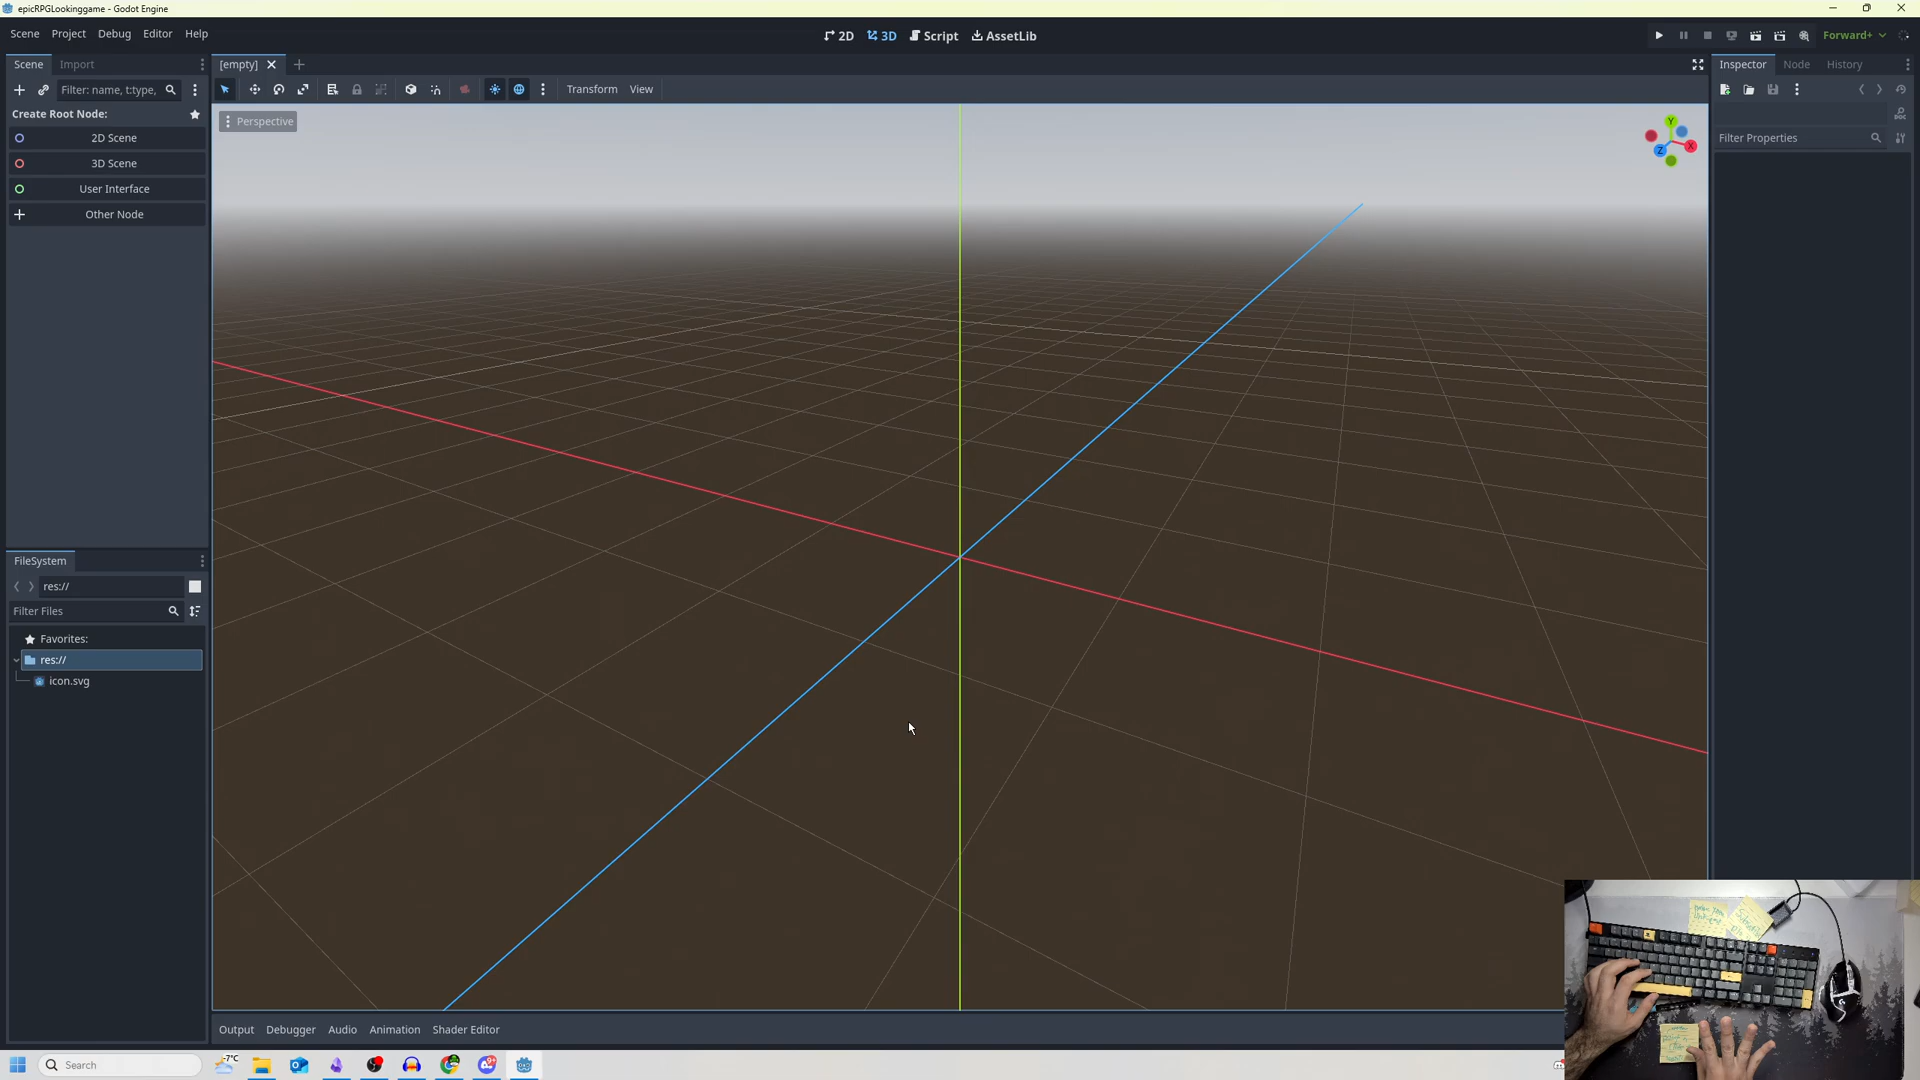 epicRPGLookinggame - Godot Engine
Scene Project Debug Editor Help
2D 3D Script AssetLib
Forward+
Scene Import
[empty]
Inspector Node History
Filter: name, t:type,
Transform View
Create Root Node:
2D Scene
3D Scene
User Interface
Other Node
Perspective
Y
X
Z
DOC
Filter Properties
FileSystem
res://
Filter Files
Favorites:
res://
icon.svg
Output Debugger Audio Animation Shader Editor
Search
-7°C